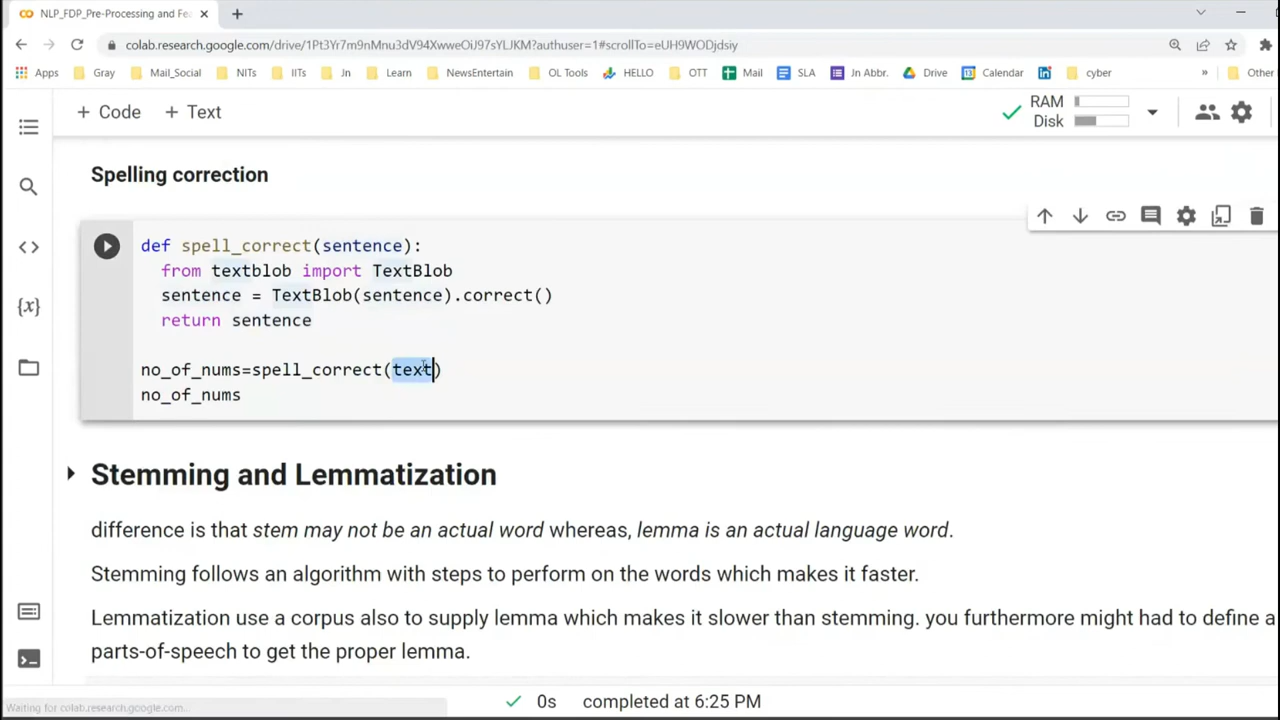 NLP_FDP_Pre-Processing and Fea
colab.research.google.com/drive/1Pt3Yr7m9nMnu3dV94XwweOiJ97sYLJKM?authuser=1#scrollTo=eUH9WODjdsiy
Apps Gray Mail_Social NITs IITs Jn Learn NewsEntertain OL Tools HELLO OTT Mail SLA Jn Abbr. Drive Calendar cyber » Other
+ Code + Text
RAM
Disk
Spelling correction
def spell_correct(sentence):
from textblob import TextBlob
sentence = TextBlob(sentence).correct()
return sentence
no_of_nums=spell_correct(text)
no_of_nums
Stemming and Lemmatization
difference is that stem may not be an actual word whereas, lemma is an actual language word.
Stemming follows an algorithm with steps to perform on the words which makes it faster.
Lemmatization use a corpus also to supply lemma which makes it slower than stemming. you furthermore might had to define a
parts-of-speech to get the proper lemma.
Waiting for colab.research.google.com...
0s completed at 6:25 PM